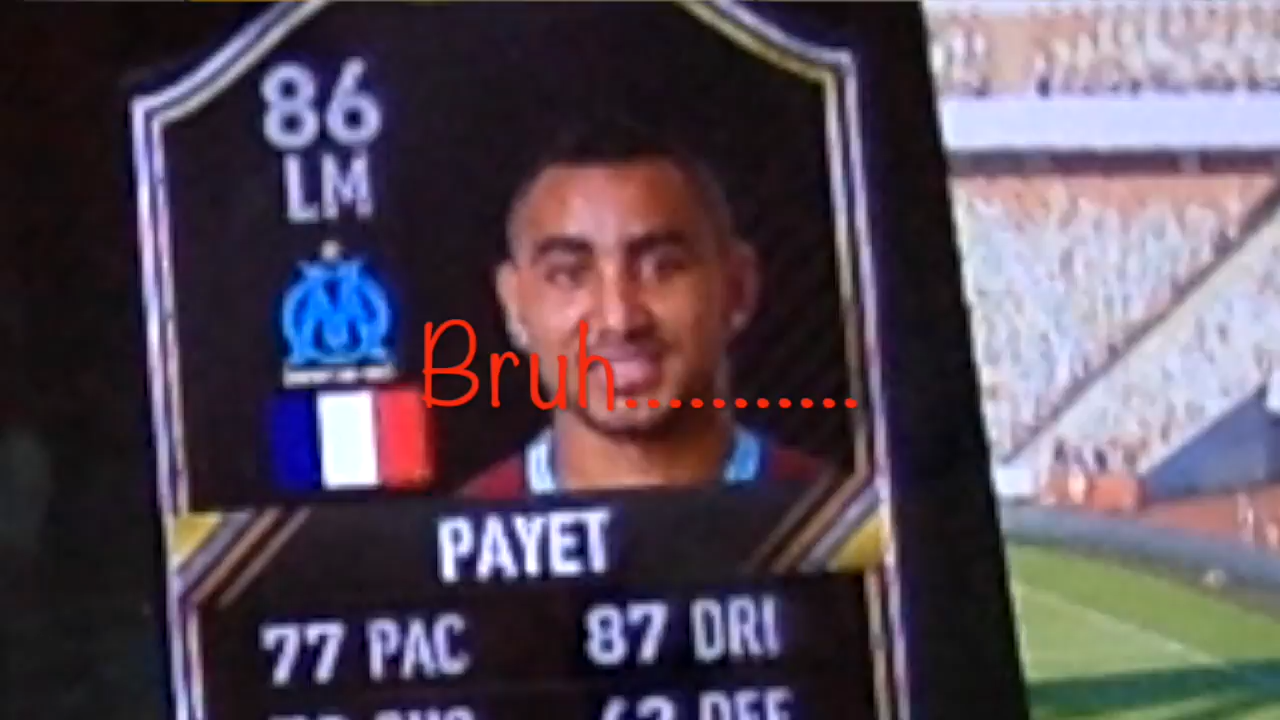 86
LM
Bruh...........
PAYET
77 PAC
87 DRI